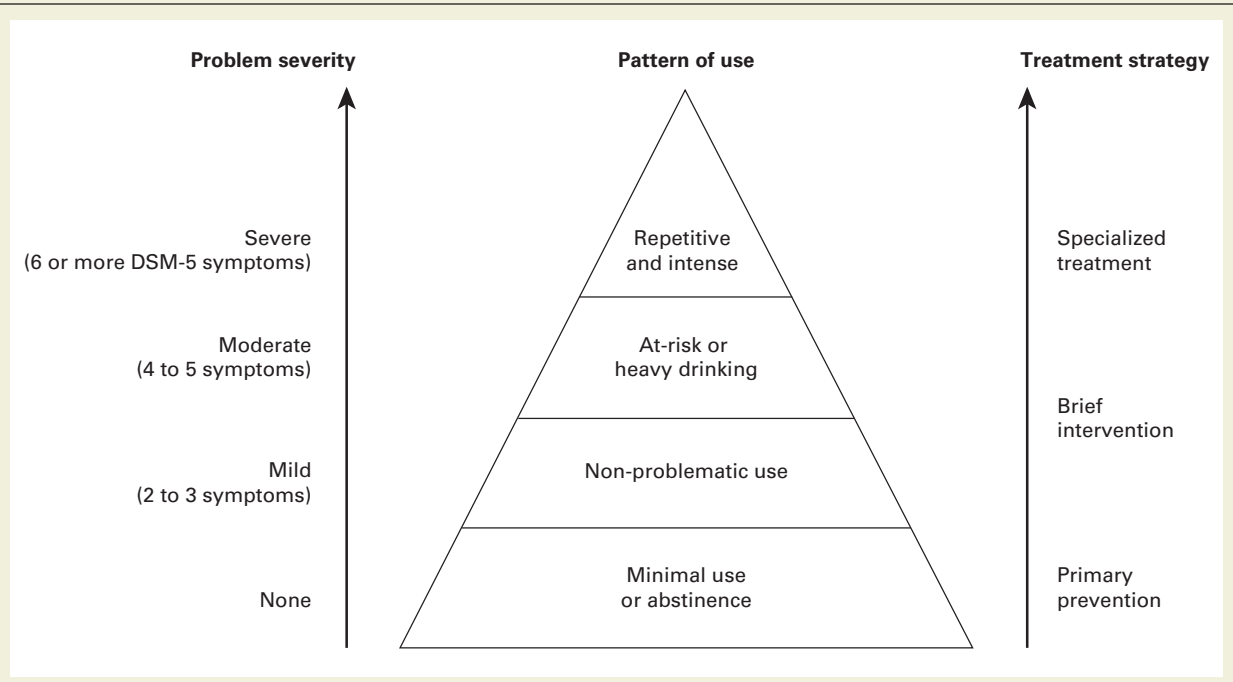 Problem severity
Pattern of use
Treatment strategy
Severe
(6 or more DSM-5 symptoms)
Repetitive
and intense
Specialized
treatment
Moderate
(4 to 5 symptoms)
At-risk or
heavy drinking
Brief
intervention
Mild
(2 to 3 symptoms)
Non-problematic use
None
Minimal use
or abstinence
Primary
prevention